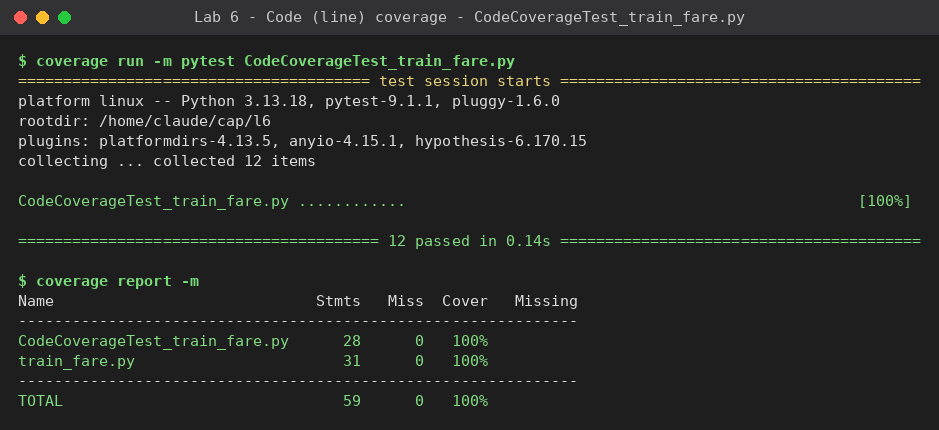 Lab 6 - Code (line) coverage - CodeCoverageTest_train_fare.py
$ coverage run -m pytest CodeCoverageTest_train_fare.py
======================================= test session starts ========================================
platform linux -- Python 3.13.18, pytest-9.1.1, pluggy-1.6.0
rootdir: /home/claude/cap/l6
plugins: platformdirs-4.13.5, anyio-4.15.1, hypothesis-6.170.15
collecting ... collected 12 items
CodeCoverageTest_train_fare.py ............                                                  [100%]
======================================== 12 passed in 0.14s ========================================
$ coverage report -m
Name                             Stmts   Miss  Cover   Missing
--------------------------------------------------------------
CodeCoverageTest_train_fare.py      28      0   100%
train_fare.py                       31      0   100%
--------------------------------------------------------------
TOTAL                               59      0   100%